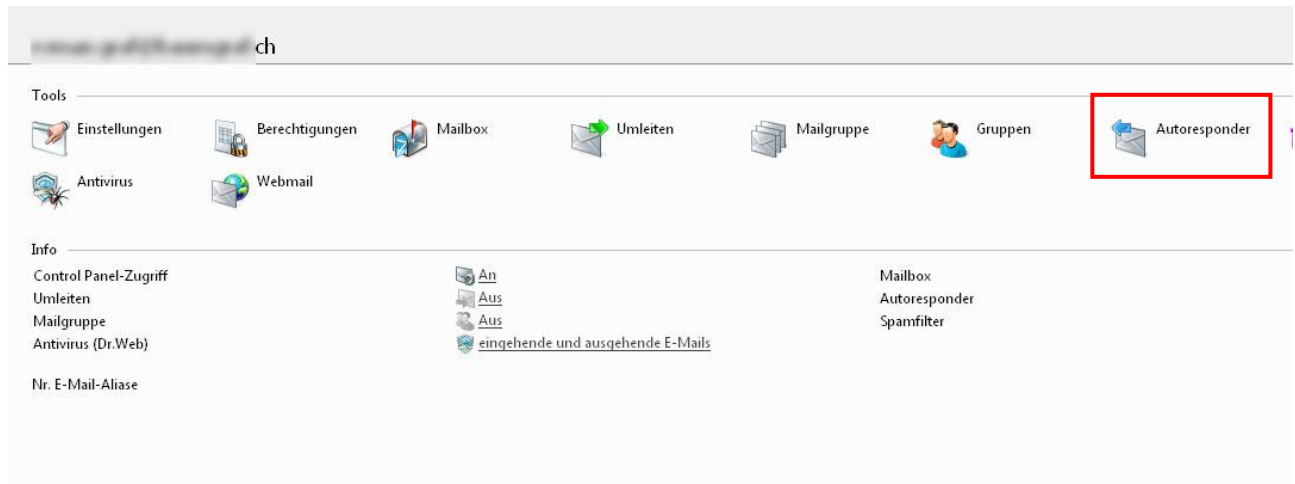 ch
Tools
Einstellungen Berechtigungen Mailbox Umleiten Mailgruppe Gruppen Autoresponder
Antivirus Webmail
Info
Control Panel-Zugriff An Mailbox
Umleiten Aus Autoresponder
Mailgruppe Aus Spamfilter
Antivirus (Dr.Web) eingehende und ausgehende E-Mails
Nr. E-Mail-Aliase